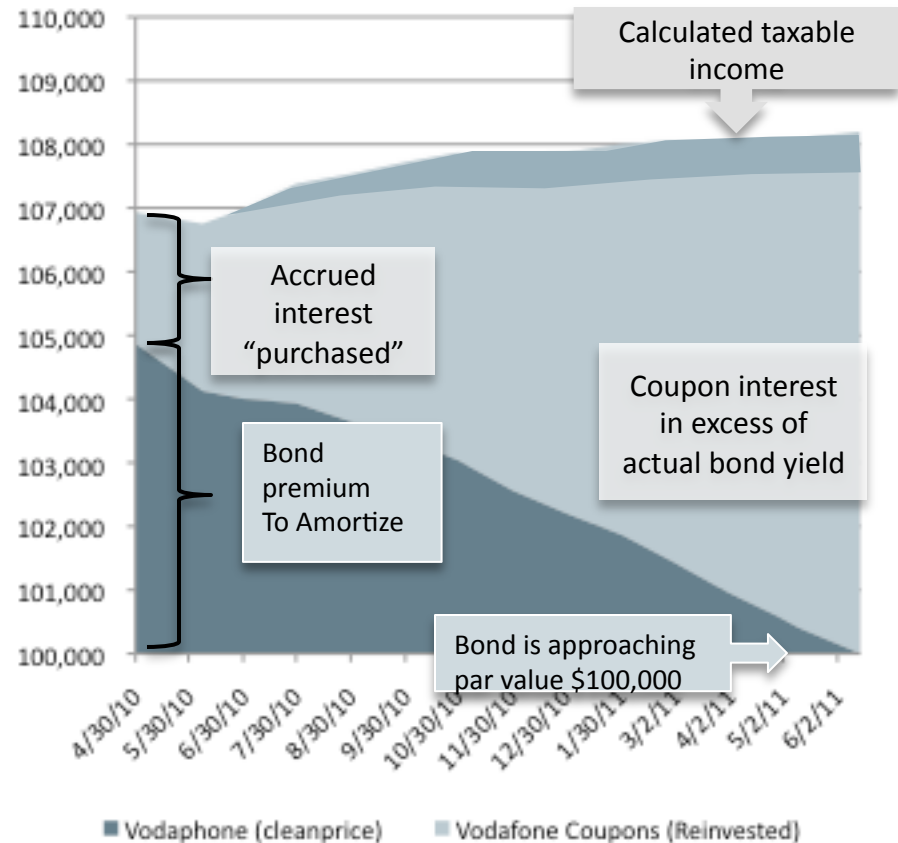 110,000
109,000
108,000
107,000
106,000
105,000
104,000
103,000
102,000
101,000
100,000
Calculated taxable
income
Accrued
interest
“purchased”
Coupon interest
in excess of
actual bond yield
Bond
premium
To Amortize
Bond is approaching
par value $100,000
4/30/10
5/30/10
6/30/10
7/30/10
8/30/10
9/30/10
10/30/10
11/30/10
12/30/10
1/30/11
3/2/11
4/2/11
5/2/11
6/2/11
Vodaphone (cleanprice)
Vodafone Coupons (Reinvested)